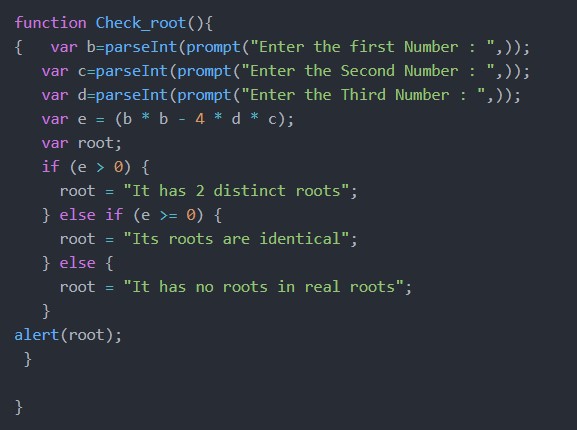 function Check_root(){
{   var b=parseInt(prompt("Enter the first Number : ",));
   var c=parseInt(prompt("Enter the Second Number : ",));
   var d=parseInt(prompt("Enter the Third Number : ",));
   var e = (b * b - 4 * d * c);
   var root;
   if (e > 0) {
     root = "It has 2 distinct roots";
   } else if (e >= 0) {
     root = "Its roots are identical";
   } else {
     root = "It has no roots in real roots";
   }
alert(root);
 }
}